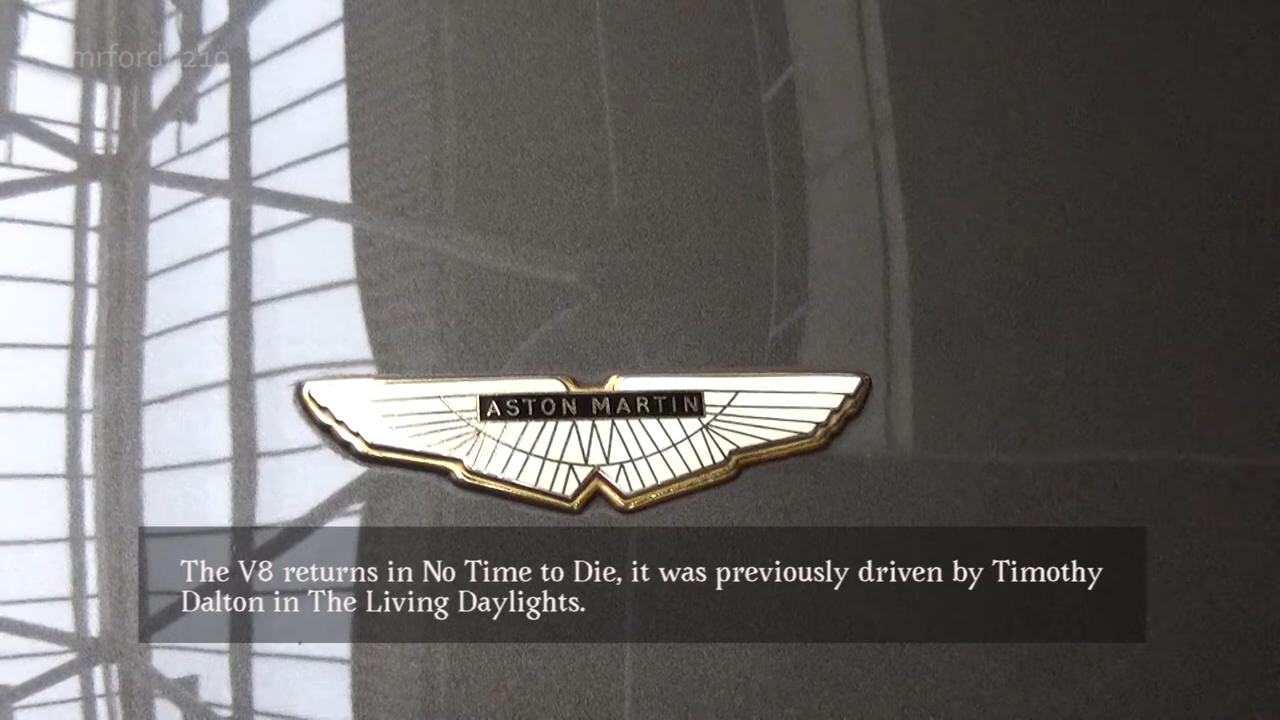 mrford
ASTON MARTIN
The V8 returns in No Time to Die, it was previously driven by Timothy
Dalton in The Living Daylights.